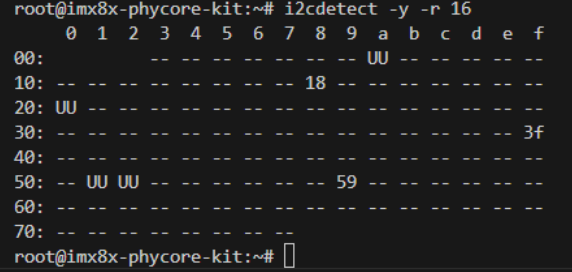 root@imx8x-phycore-kit:~# i2cdetect -y -r 16
     0  1  2  3  4  5  6  7  8  9  a  b  c  d  e  f
00:          -- -- -- -- -- -- -- UU -- -- -- -- --
10: -- -- -- -- -- -- -- -- 18 -- -- -- -- -- -- --
20: UU -- -- -- -- -- -- -- -- -- -- -- -- -- -- --
30: -- -- -- -- -- -- -- -- -- -- -- -- -- -- -- 3f
40: -- -- -- -- -- -- -- -- -- -- -- -- -- -- -- --
50: -- UU UU -- -- -- -- -- -- 59 -- -- -- -- -- --
60: -- -- -- -- -- -- -- -- -- -- -- -- -- -- -- --
70: -- -- -- -- -- -- -- --
root@imx8x-phycore-kit:~#